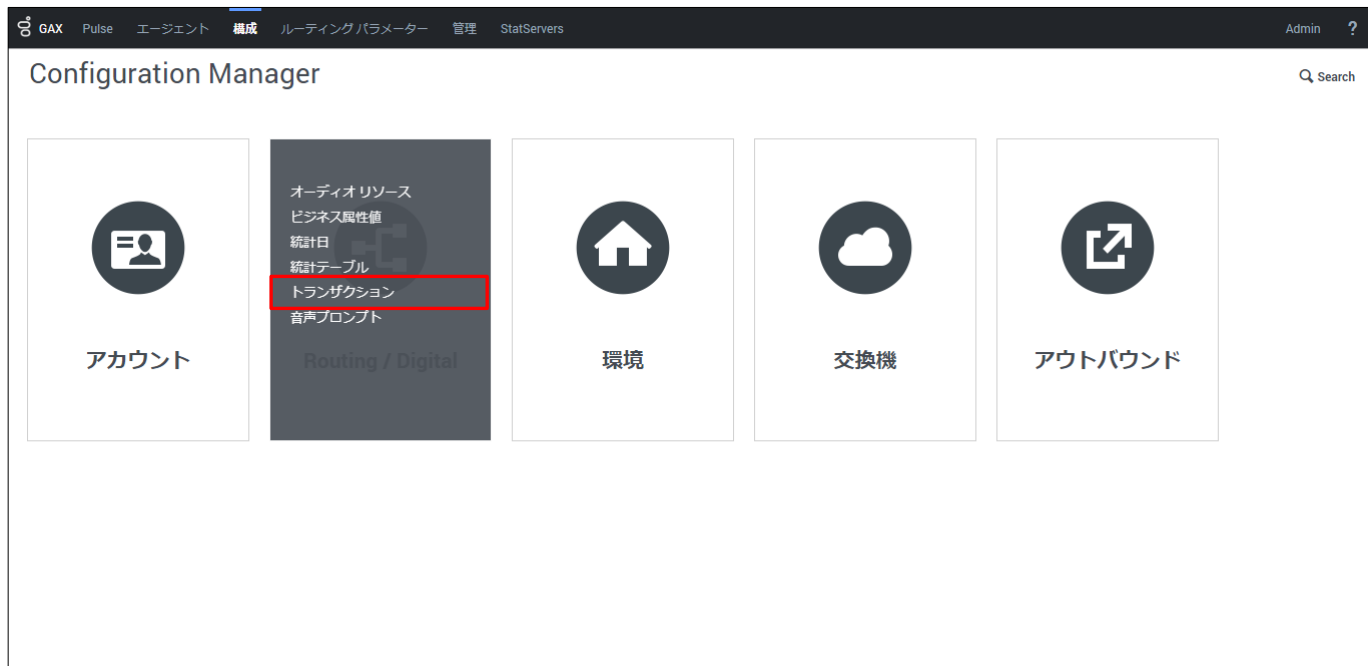 GAX Pulse エージェント 構成 ルーティング パラメーター 管理 StatServers Admin ?
Configuration Manager
Search
オーディオ リソース
ビジネス属性値
統計日
統計テーブル
トランザクション
音声プロンプト
アカウント
Routing / Digital
環境
交換機
アウトバウンド